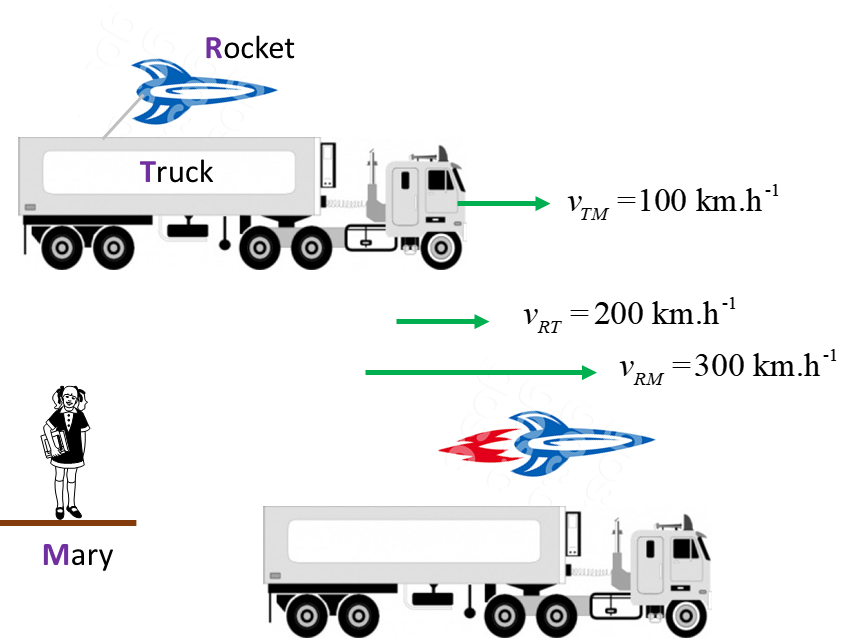 Rocket
Truck
v_TM = 100 km.h⁻¹
v_RT = 200 km.h⁻¹
v_RM = 300 km.h⁻¹
Mary